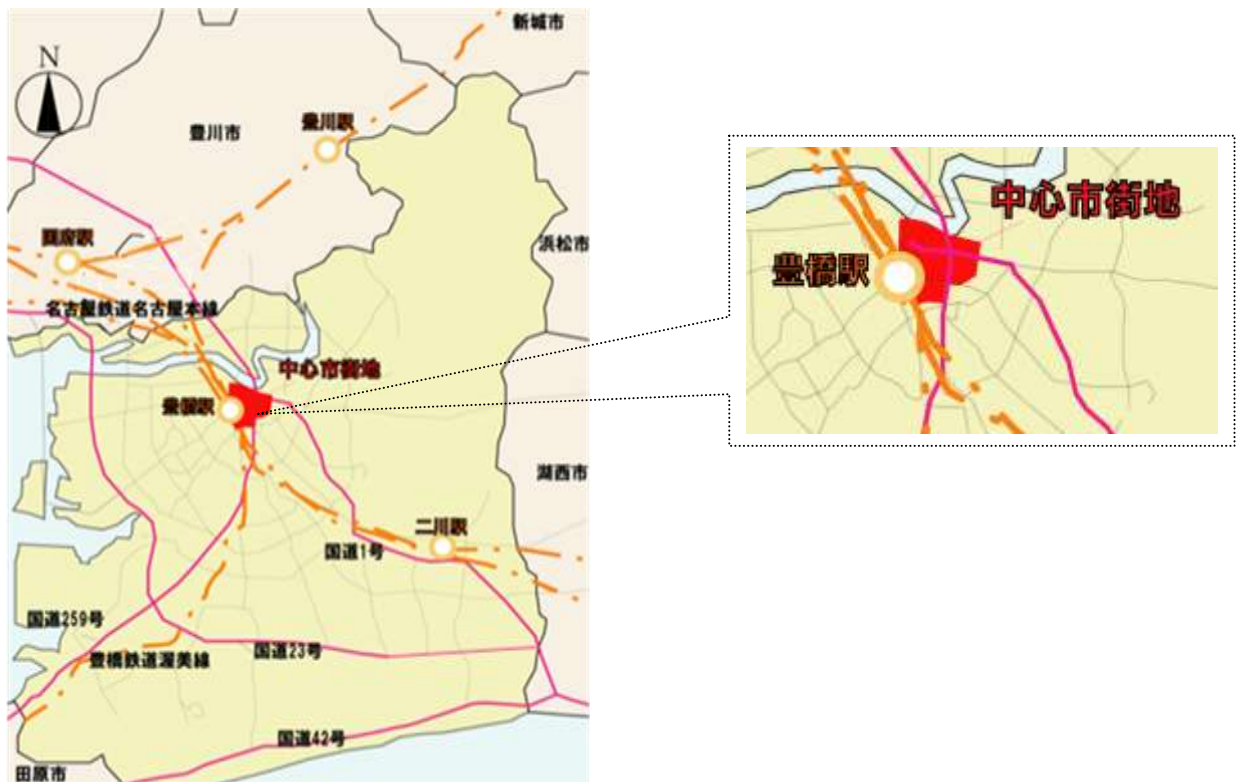 新城市
N
豊川駅
豊川市
国府駅
浜松市
名古屋鉄道名古屋本線
中心市街地
豊橋駅
湖西市
二川駅
国道1号
国道259号
豊橋鉄道渥美線
国道23号
国道42号
田原市
中心市街地
豊橋駅